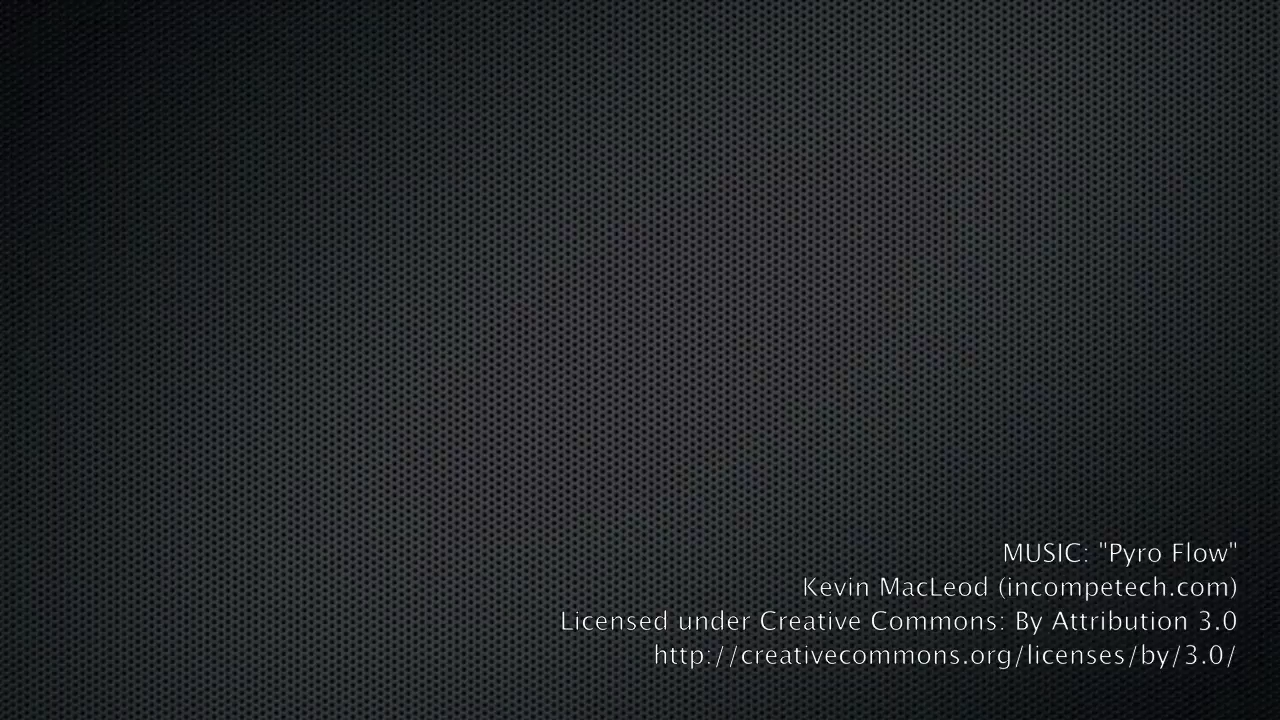 MUSIC: "Pyro Flow"
Kevin MacLeod (incompetech.com)
Licensed under Creative Commons: By Attribution 3.0
http://creativecommons.org/licenses/by/3.0/